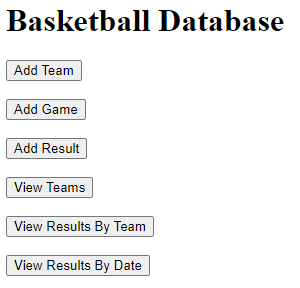 Basketball Database
Add Team
Add Game
Add Result
View Teams
View Results By Team
View Results By Date